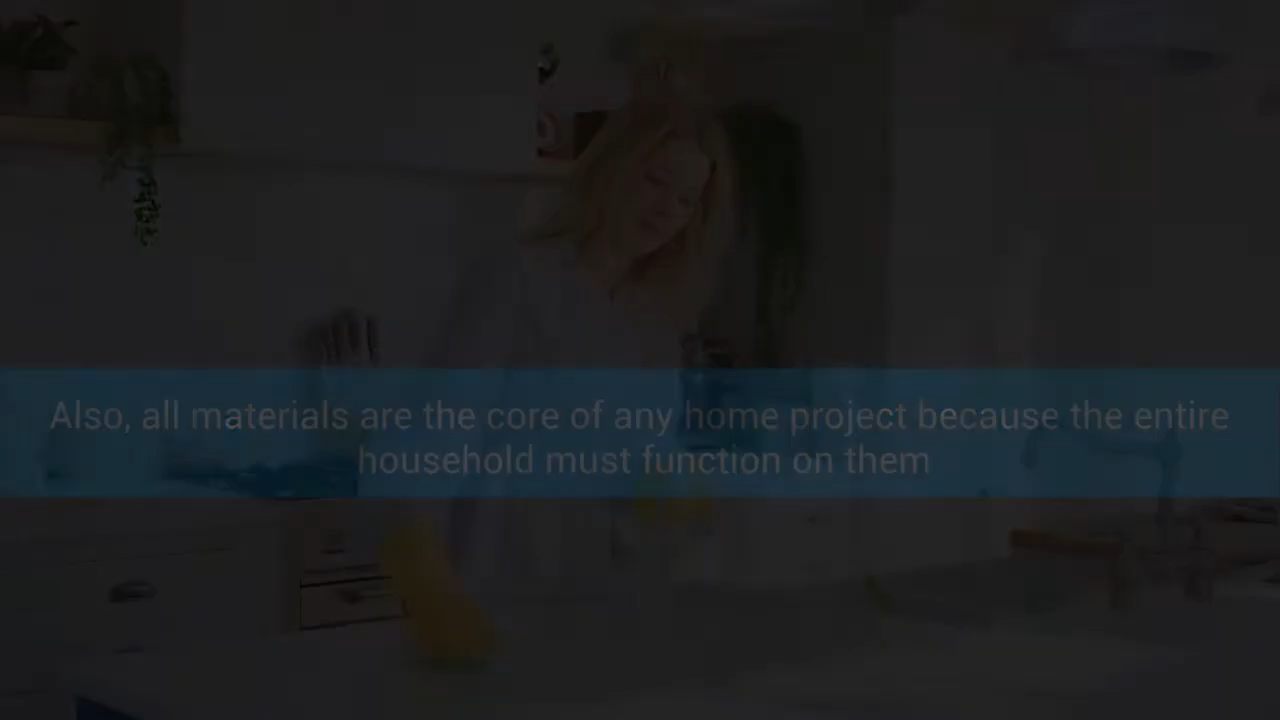 Also, all materials are the core of any home project because the entire
household must function on them